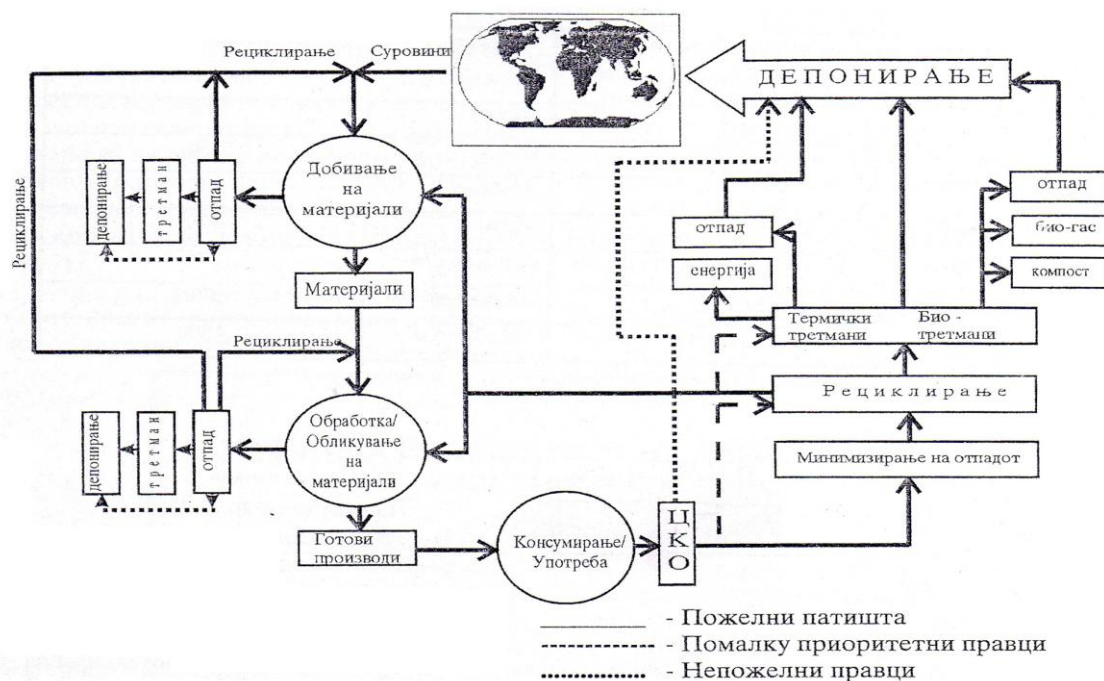 Рециклирање
Суровини
ДЕПОНИРАЊЕ
Рециклирање
депонирање
третман
отпад
Добивање
на
материјали
Материјали
Рециклирање
депонирање
третман
отпад
Обработка/
Обликување
на
материјали
Готови
производи
Консумирање/
Употреба
ЦКО
отпад
енергија
отпад
био-гас
компост
Термички
третмани
Био -
третмани
Рециклирање
Минимизирање на отпадот
- Пожелни патишта
- Помалку приоритетни правци
- Непожелни правци